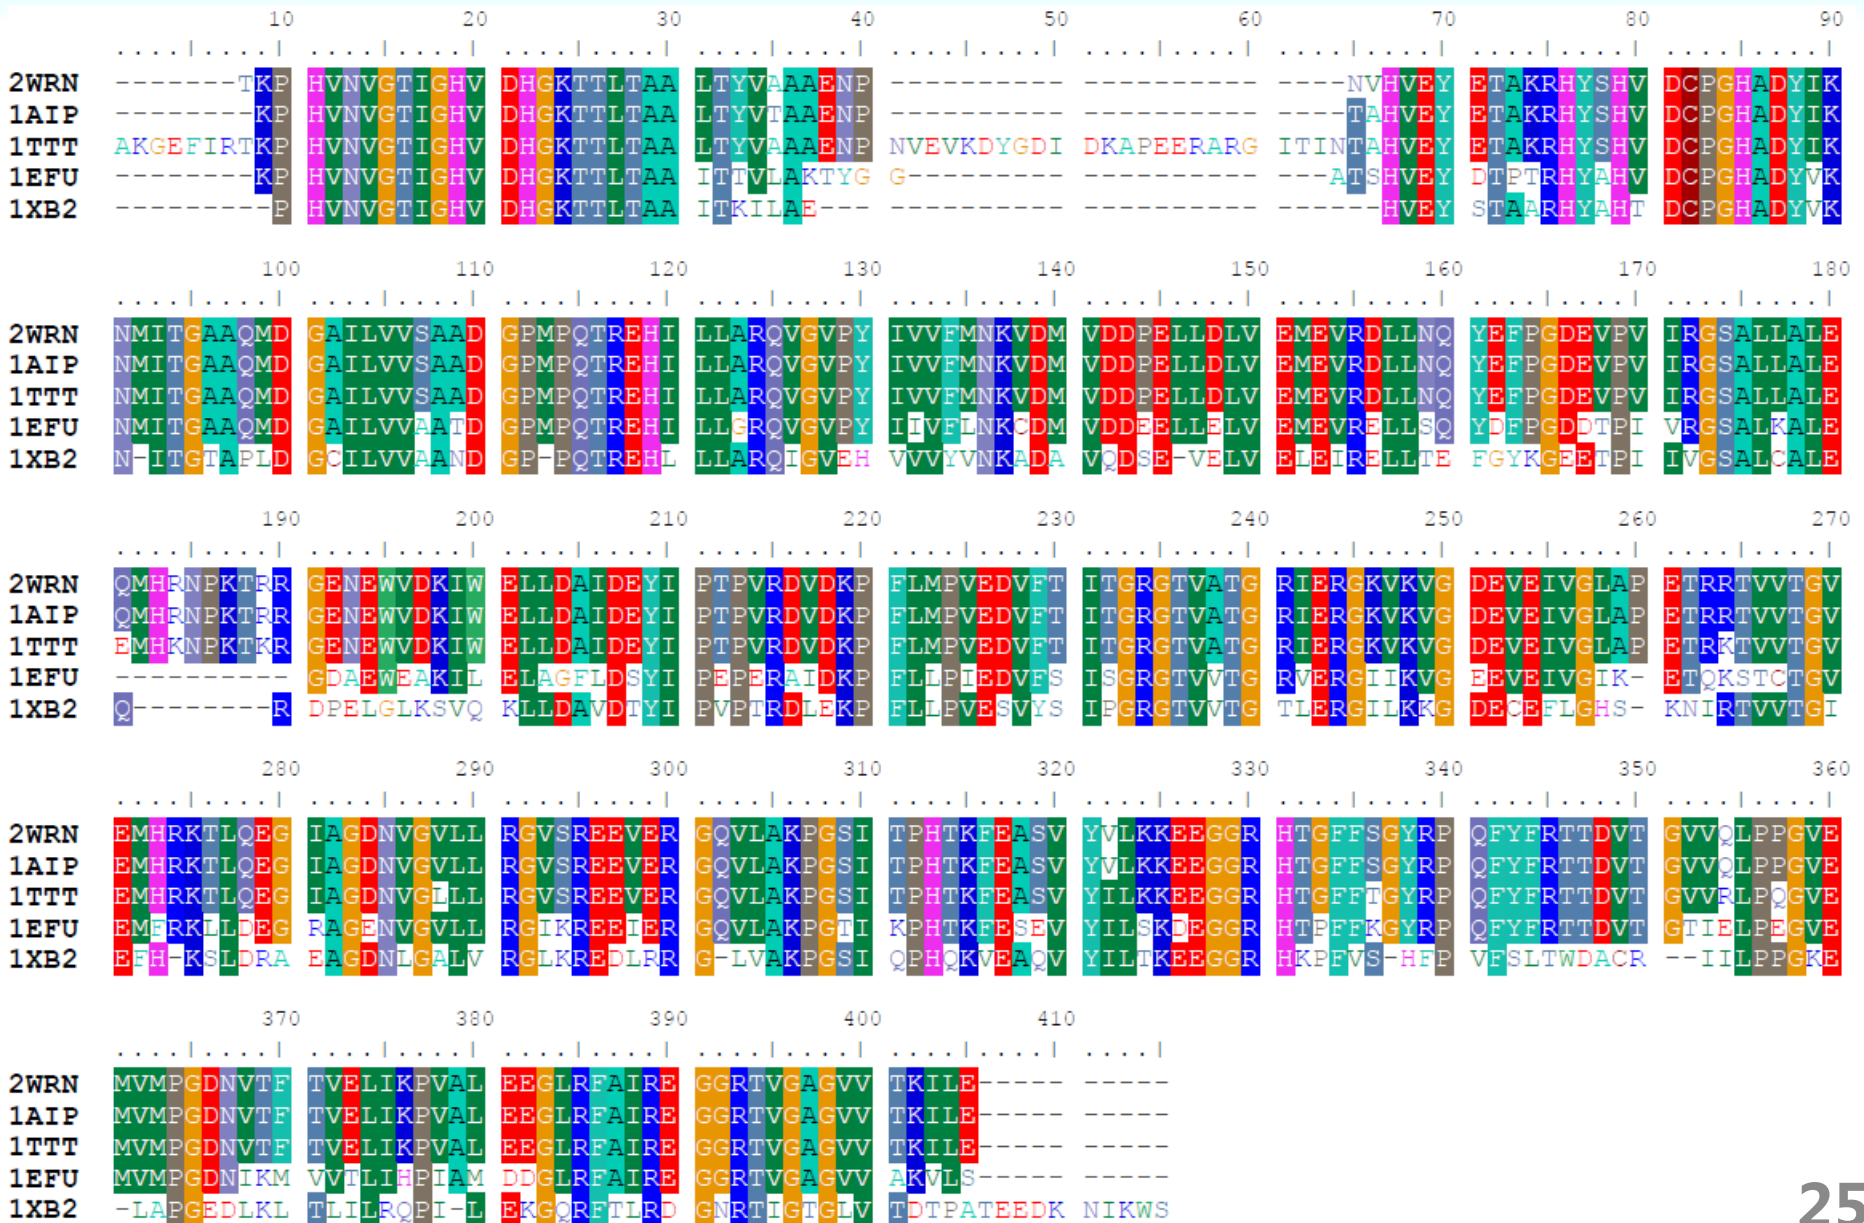 10 20 30 40 50 60 70 80 90
....|....| ....|....| ....|....| ....|....| ....|....| ....|....| ....|....| ....|....| ....|....|
2WRN -------TKP HVNVGTIGHV DHGKTTLTAA LTYVAAAENP ---------- ---------- ----NVHVEY ETAKRHYSHV DCPGHADYIK
1AIP --------KP HVNVGTIGHV DHGKTTLTAA LTYVTAAENP ---------- ---------- ----TAHVEY ETAKRHYSHV DCPGHADYIK
1TTT AKGEFIRTKP HVNVGTIGHV DHGKTTLTAA LTYVAAAENP NVEVKDYGDI DKAPEERARG ITINTAHVEY ETAKRHYSHV DCPGHADYIK
1EFU --------KP HVNVGTIGHV DHGKTTLTAA ITTVLAKTYG G--------- ---------- ---ATSHVEY DTPTRHYAHV DCPGHADYVK
1XB2 ---------P HVNVGTIGHV DHGKTTLTAA ITKILAE--- ---------- ---------- ------HVEY STAARHYAHT DCPGHADYVK
100 110 120 130 140 150 160 170 180
....|....| ....|....| ....|....| ....|....| ....|....| ....|....| ....|....| ....|....| ....|....|
2WRN NMITGAAQMD GAILVVSAAD GPMPQTREHI LLARQVGVPY IVVFMNKVDM VDDPELLDLV EMEVRDLLNQ YEFPGDEVPV IRGSALLALE
1AIP NMITGAAQMD GAILVVSAAD GPMPQTREHI LLARQVGVPY IVVFMNKVDM VDDPELLDLV EMEVRDLLNQ YEFPGDEVPV IRGSALLALE
1TTT NMITGAAQMD GAILVVSAAD GPMPQTREHI LLARQVGVPY IVVFMNKVDM VDDPELLDLV EMEVRDLLNQ YEFPGDEVPV IRGSALLALE
1EFU NMITGAAQMD GAILVVAATD GPMPQTREHI LLGRQVGVPY IIVFLNKCDM VDDEELLELV EMEVRELLSQ YDFPGDDTPI VRGSALKALE
1XB2 N-ITGTAPLD GCILVVAAND GP-PQTREHL LLARQIGVEH VVVYVNKADA VQDSE-VELV ELEIRELLTE FGYKGEETPI IVGSALCALE
190 200 210 220 230 240 250 260 270
....|....| ....|....| ....|....| ....|....| ....|....| ....|....| ....|....| ....|....| ....|....|
2WRN QMHRNPKTRR GENEWVDKIW ELLDAIDEYI PTPVRDVDKP FLMPVEDVFT ITGRGTVATG RIERGKVKVG DEVEIVGLAP ETRRTVVTGV
1AIP QMHRNPKTRR GENEWVDKIW ELLDAIDEYI PTPVRDVDKP FLMPVEDVFT ITGRGTVATG RIERGKVKVG DEVEIVGLAP ETRRTVVTGV
1TTT EMHKNPKTKR GENEWVDKIW ELLDAIDEYI PTPVRDVDKP FLMPVEDVFT ITGRGTVATG RIERGKVKVG DEVEIVGLAP ETRKTVVTGV
1EFU ---------- GDAEWEAKIL ELAGFLDSYI PEPERAIDKP FLLPIEDVFS ISGRGTVVTG RVERGIIKVG EEVEIVGIK- ETQKSTCTGV
1XB2 Q--------R DPELGLKSVQ KLLDAVDTYI PVPTRDLEKP FLLPVESVYS IPGRGTVVTG TLERGILKKG DECEFLGHS- KNIRTVVTGI
280 290 300 310 320 330 340 350 360
....|....| ....|....| ....|....| ....|....| ....|....| ....|....| ....|....| ....|....| ....|....|
2WRN EMHRKTLQEG IAGDNVGVLL RGVSREEVER GQVLAKPGSI TPHTKFEASV YVLKKEEGGR HTGFFSGYRP QFYFRTTDVT GVVQLPPGVE
1AIP EMHRKTLQEG IAGDNVGVLL RGVSREEVER GQVLAKPGSI TPHTKFEASV YVLKKEEGGR HTGFFSGYRP QFYFRTTDVT GVVQLPPGVE
1TTT EMHRKTLQEG IAGDNVGLLL RGVSREEVER GQVLAKPGSI TPHTKFEASV YILKKEEGGR HTGFFTGYRP QFYFRTTDVT GVVRLPQGVE
1EFU EMFRKLLDEG RAGENVGVLL RGIKREEIER GQVLAKPGTI KPHTKFESEV YILSKDEGGR HTPFFKGYRP QFYFRTTDVT GTIELPEGVE
1XB2 EFH-KSLDRA EAGDNLGALV RGLKREDLRR G-LVAKPGSI QPHQKVEAQV YILTKEEGGR HKPFVS-HFP VFSLTWDACR --IILPPGKE
370 380 390 400 410
....|....| ....|....| ....|....| ....|....| ....|....| ....|
2WRN MVMPGDNVTF TVELIKPVAL EEGLRFAIRE GGRTVGAGVV TKILE----- -----
1AIP MVMPGDNVTF TVELIKPVAL EEGLRFAIRE GGRTVGAGVV TKILE----- -----
1TTT MVMPGDNVTF TVELIKPVAL EEGLRFAIRE GGRTVGAGVV TKILE----- -----
1EFU MVMPGDNIKM VVTLIHPIAM DDGLRFAIRE GGRTVGAGVV AKVLS----- -----
1XB2 -LAPGEDLKL TLILRQPI-L EKGQRFTLRD GNRTIGTGLV TDTPATEEDK NIKWS
25